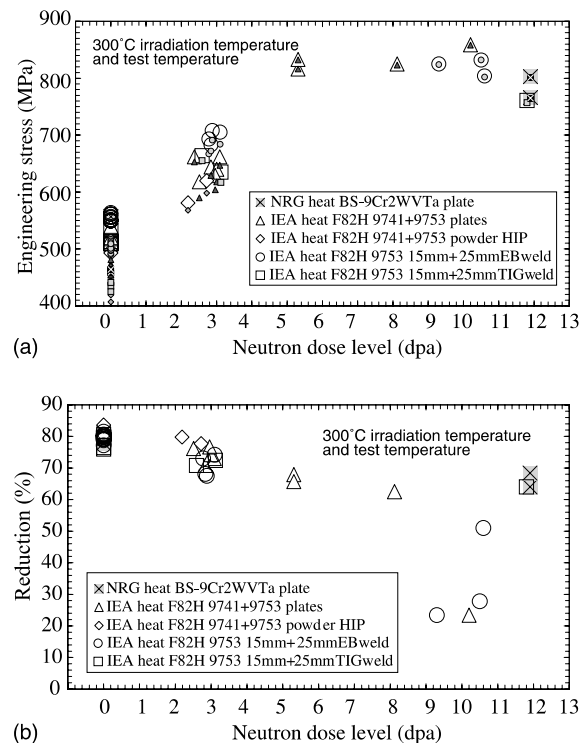 900
800
700
600
500
400
Engineering stress (MPa)
300°C irradiation temperature
and test temperature
NRG heat BS-9Cr2WVTa plate
IEA heat F82H 9741+9753 plates
IEA heat F82H 9741+9753 powder HIP
IEA heat F82H 9753 15mm+25mmEBweld
IEA heat F82H 9753 15mm+25mmTIGweld
0 1 2 3 4 5 6 7 8 9 10 11 12 13
(a)
Neutron dose level (dpa)
90
80
70
60
50
40
30
20
10
0
Reduction (%)
300°C irradiation temperature
and test temperature
NRG heat BS-9Cr2WVTa plate
IEA heat F82H 9741+9753 plates
IEA heat F82H 9741+9753 powder HIP
IEA heat F82H 9753 15mm+25mmEBweld
IEA heat F82H 9753 15mm+25mmTIGweld
0 1 2 3 4 5 6 7 8 9 10 11 12 13
(b)
Neutron dose level (dpa)